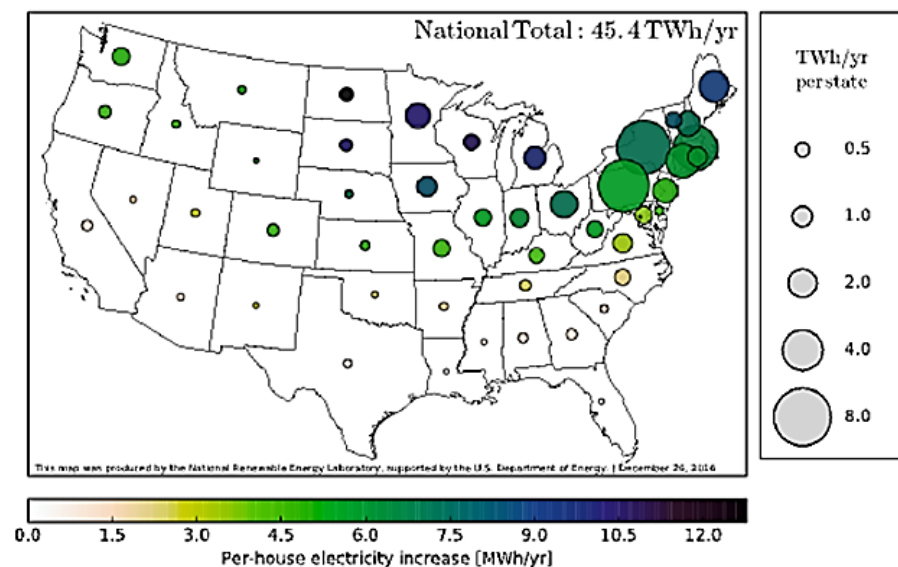 National Total : 45.4 TWh/yr
TWh/yr
per state
0.5
1.0
2.0
4.0
8.0
This map was produced by the National Renewable Energy Laboratory, supported by the U.S. Department of Energy. | December 26, 2016
0.0 1.5 3.0 4.5 6.0 7.5 9.0 10.5 12.0
Per-house electricity increase [MWh/yr]